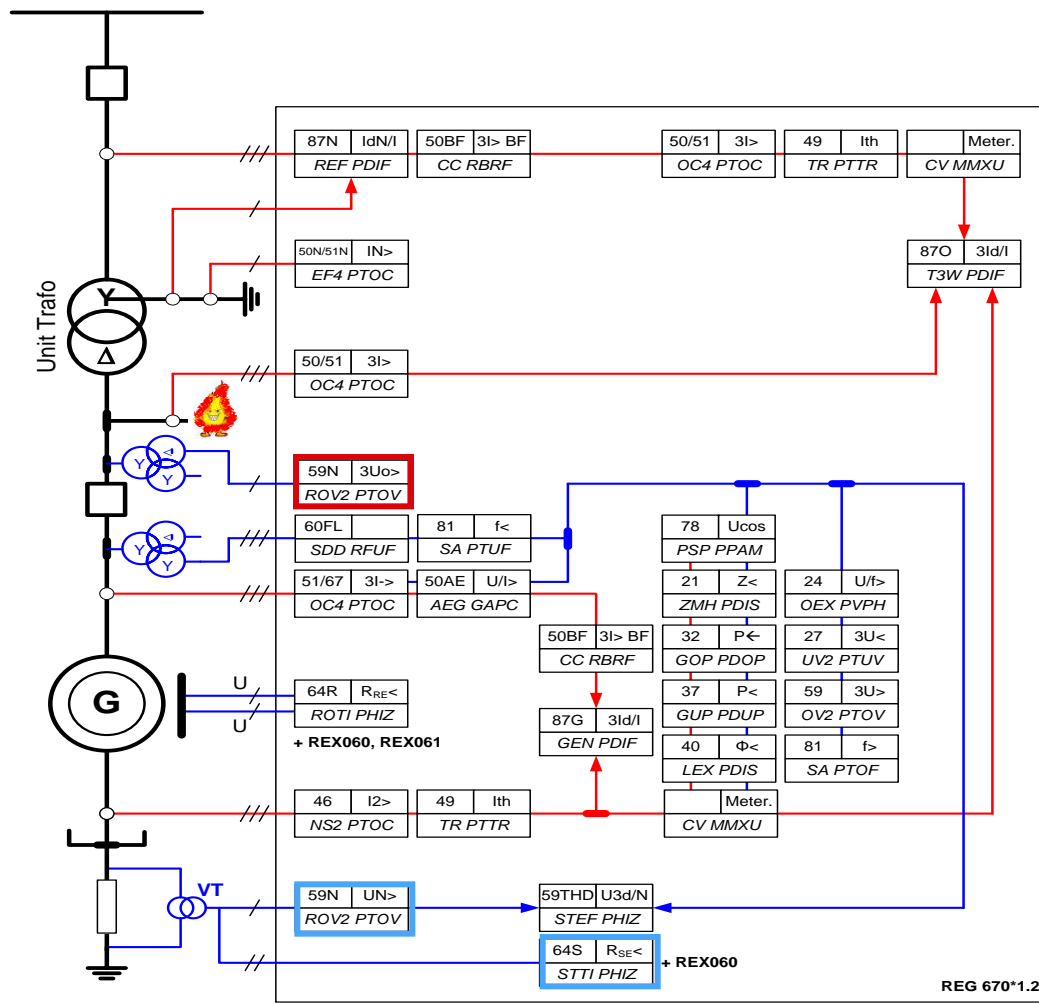 87N IdN/I
REF PDIF
50BF 3I> BF
CC RBRF
50/51 3I>
OC4 PTOC
49 Ith
TR PTTR
Meter.
CV MMXU
50N/51N IN>
EF4 PTOC
87O 3Id/I
T3W PDIF
Unit Trafo
Y
Δ
50/51 3I>
OC4 PTOC
Y
Y
59N 3Uo>
ROV2 PTOV
Y
Y
60FL
SDD RFUF
81 f<
SA PTUF
78 Ucos
PSP PPAM
51/67 3I->
OC4 PTOC
50AE U/I>
AEG GAPC
21 Z<
ZMH PDIS
24 U/f>
OEX PVPH
50BF 3I> BF
CC RBRF
32 P←
GOP PDOP
27 3U<
UV2 PTUV
G
U
U
64R RRE<
ROTI PHIZ
+ REX060, REX061
87G 3Id/I
GEN PDIF
37 P<
GUP PDUP
59 3U>
OV2 PTOV
40 Φ<
LEX PDIS
81 f>
SA PTOF
46 I2>
NS2 PTOC
49 Ith
TR PTTR
Meter.
CV MMXU
VT
59N UN>
ROV2 PTOV
59THD U3d/N
STEF PHIZ
64S RSE<
STTI PHIZ
+ REX060
REG 670*1.2